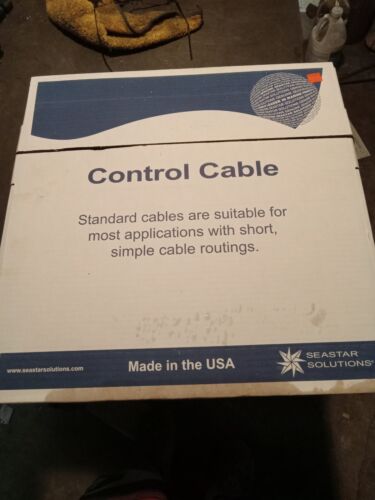 Control Cable
Standard cables are suitable for
most applications with short,
simple cable routings.
www.seastarsolutions.com
Made in the USA
SEASTAR
SOLUTIONS®